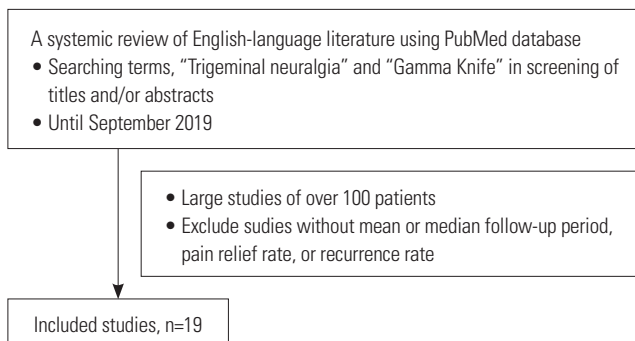 A systemic review of English-language literature using PubMed database
• Searching terms, “Trigeminal neuralgia” and “Gamma Knife” in screening of
titles and/or abstracts
• Until September 2019
• Large studies of over 100 patients
• Exclude sudies without mean or median follow-up period,
pain relief rate, or recurrence rate
Included studies, n=19